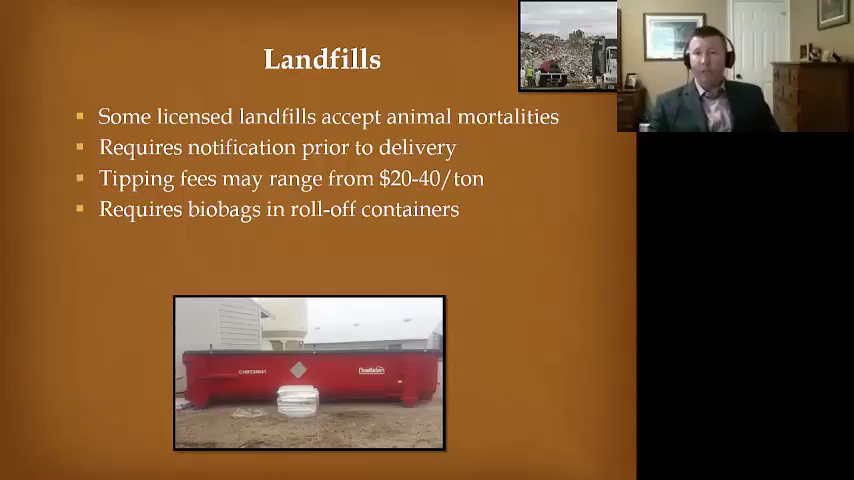 Landfills
Some licensed landfills accept animal mortalities
Requires notification prior to delivery
Tipping fees may range from $20-40/ton
Requires biobags in roll-off containers